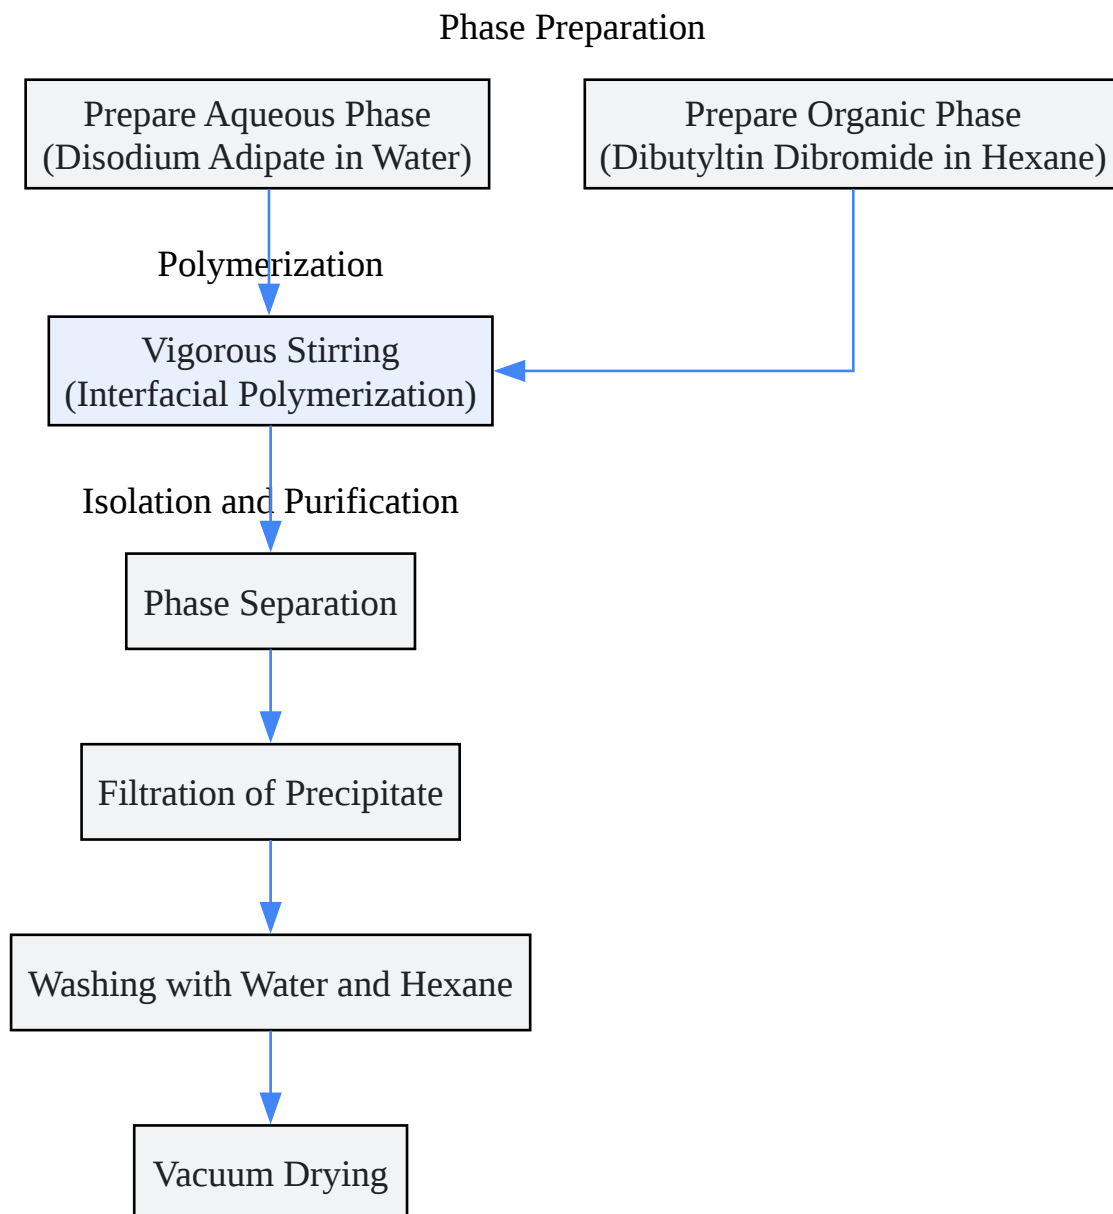 Phase Preparation
Prepare Aqueous Phase
(Disodium Adipate in Water)
Prepare Organic Phase
(Dibutyltin Dibromide in Hexane)
Polymerization
Vigorous Stirring
(Interfacial Polymerization)
Isolation and Purification
Phase Separation
Filtration of Precipitate
Washing with Water and Hexane
Vacuum Drying